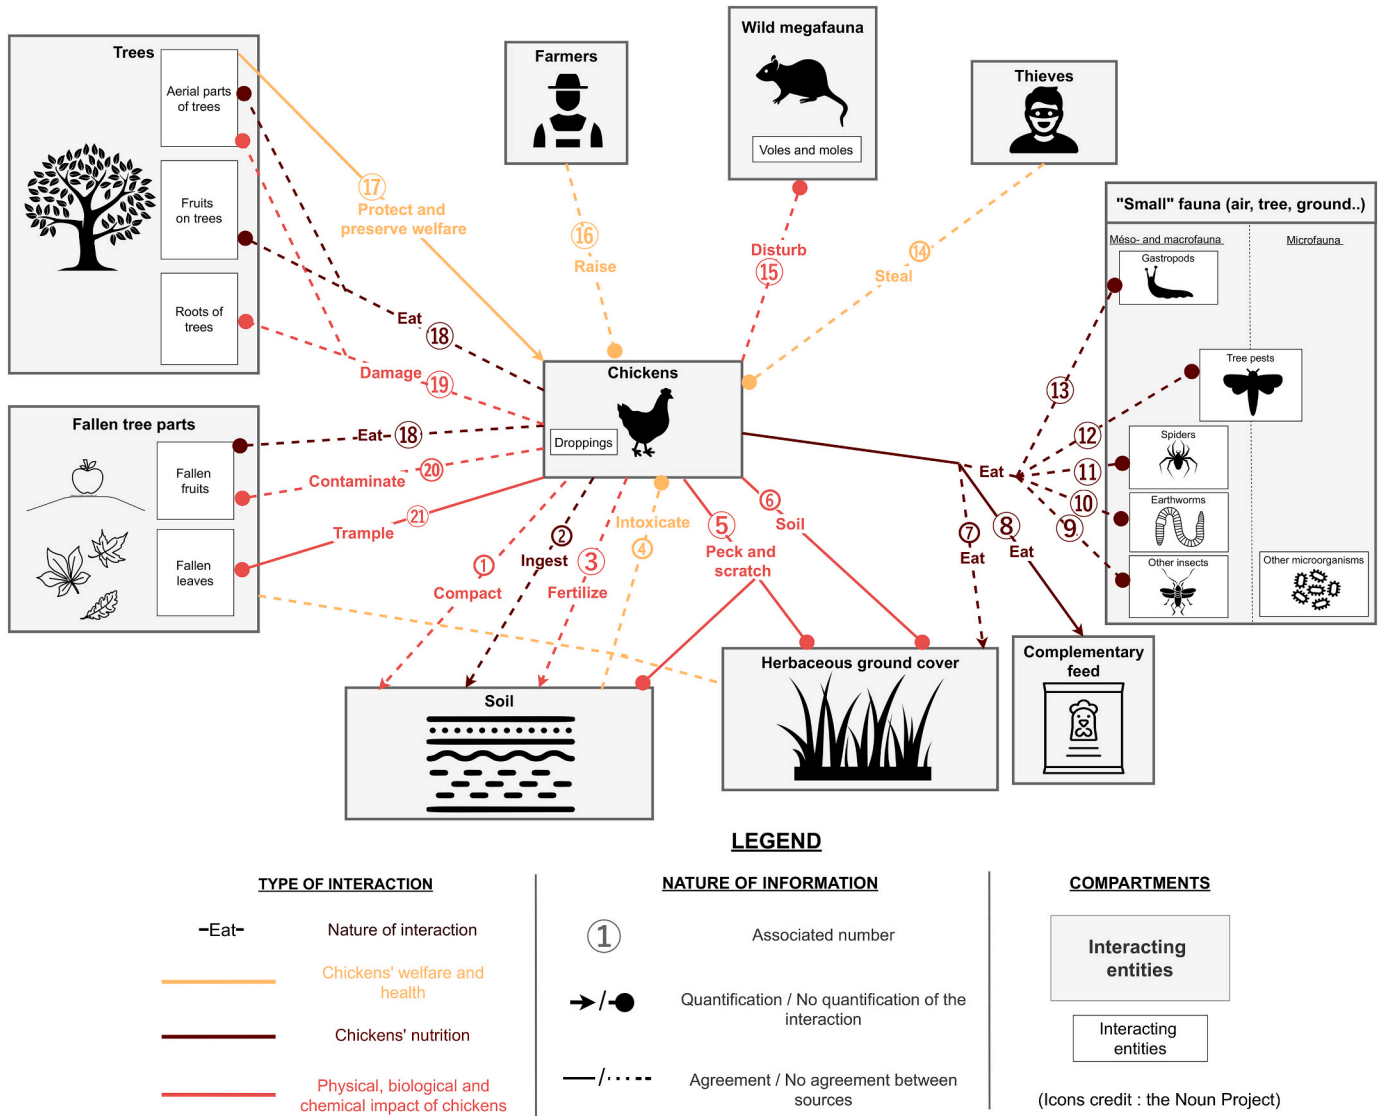 Trees
Aerial parts
of trees
Fruits
on trees
Roots of
trees
Farmers
Wild megafauna
Voles and moles
Thieves
"Small" fauna (air, tree, ground..)
Méso- and macrofauna
Microfauna
Gastropods
Tree pests
Spiders
Earthworms
Other insects
Other microorganisms
17
Protect and
preserve welfare
16
Raise
Disturb
15
14
Steal
Eat
18
Damage
19
Chickens
Droppings
13
12
11
10
9
Eat
Fallen tree parts
Fallen
fruits
Fallen
leaves
Eat
18
Contaminate
20
Trample
21
1
Compact
2
Ingest
3
Fertilize
Intoxicate
4
5
Peck and
scratch
6
Soil
7
Eat
8
Eat
Soil
Herbaceous ground cover
Complementary
feed
LEGEND
TYPE OF INTERACTION
Eat
Nature of interaction
Chickens' welfare and
health
Chickens' nutrition
Physical, biological and
chemical impact of chickens
NATURE OF INFORMATION
1
Associated number
/
Quantification / No quantification of the
interaction
/
Agreement / No agreement between
sources
COMPARTMENTS
Interacting
entities
Interacting
entities
(Icons credit : the Noun Project)